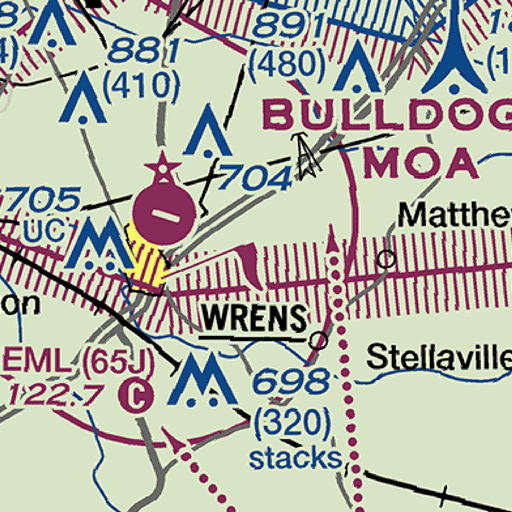 891
(480)
881
(410)
BULLDOG
MOA
704
705
UC
Matthe
WRENS
on
Stellaville
EML (65J)
122.7
C
698
(320)
stacks